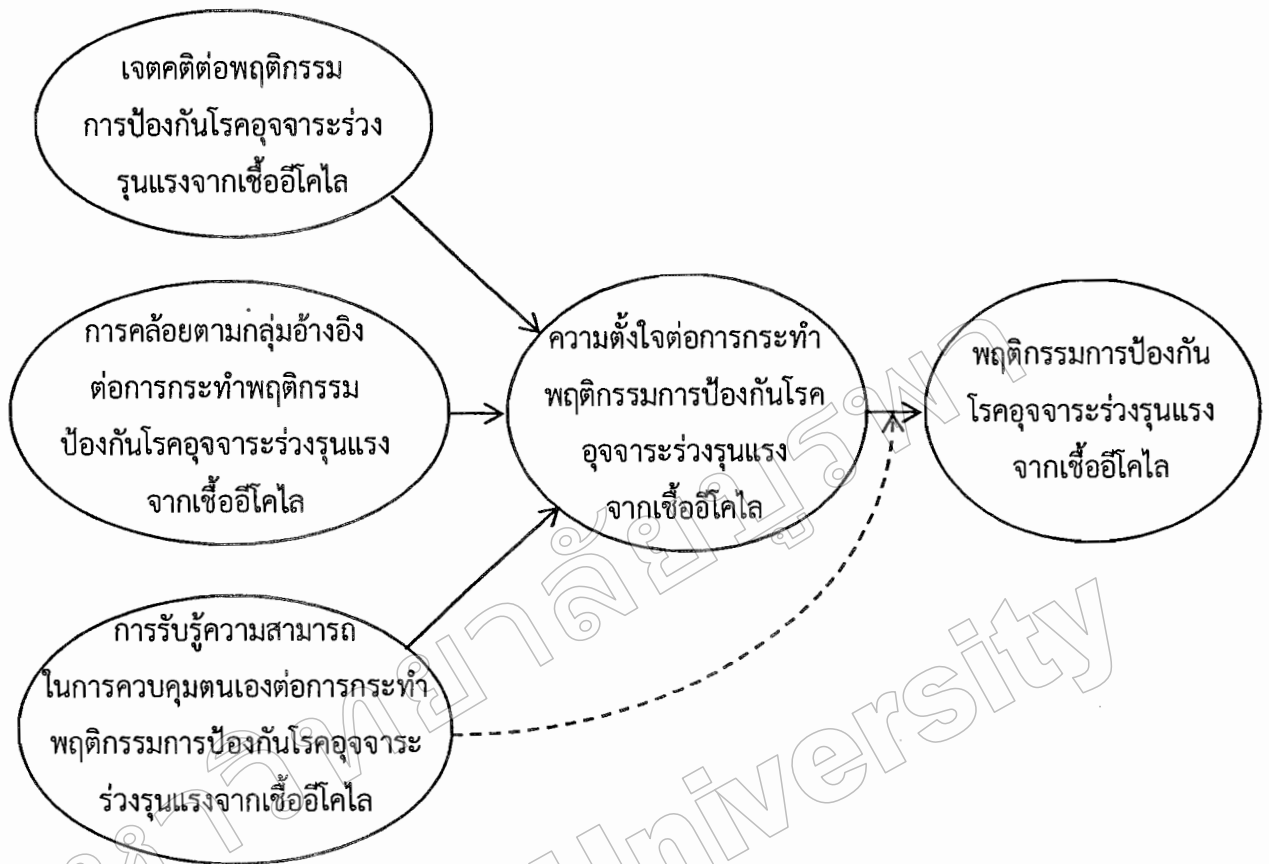 เจตคติต่อพฤติกรรม
การป้องกันโรคอุจจาระร่วง
รุนแรงจากเชื้ออีโคไล
การคล้อยตามกลุ่มอ้างอิง
ต่อการกระทำพฤติกรรม
ป้องกันโรคอุจจาระร่วงรุนแรง
จากเชื้ออีโคไล
การรับรู้ความสามารถ
ในการควบคุมตนเองต่อการกระทำ
พฤติกรรมการป้องกันโรคอุจจาระ
ร่วงรุนแรงจากเชื้ออีโคไล
ความตั้งใจต่อการกระทำ
พฤติกรรมการป้องกันโรค
อุจจาระร่วงรุนแรง
จากเชื้ออีโคไล
พฤติกรรมการป้องกัน
โรคอุจจาระร่วงรุนแรง
จากเชื้ออีโคไล
มหาวิทยาลัยบูรพา
University